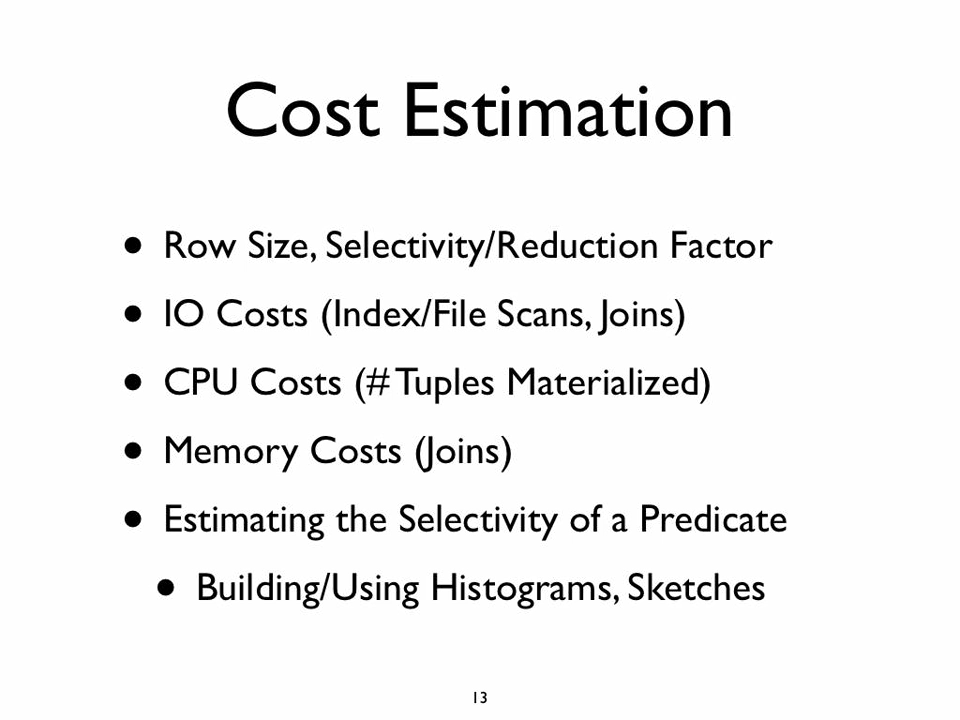 Cost Estimation
• Row Size, Selectivity/Reduction Factor
• IO Costs (Index/File Scans, Joins)
• CPU Costs (# Tuples Materialized)
• Memory Costs (Joins)
• Estimating the Selectivity of a Predicate
• Building/Using Histograms, Sketches
13